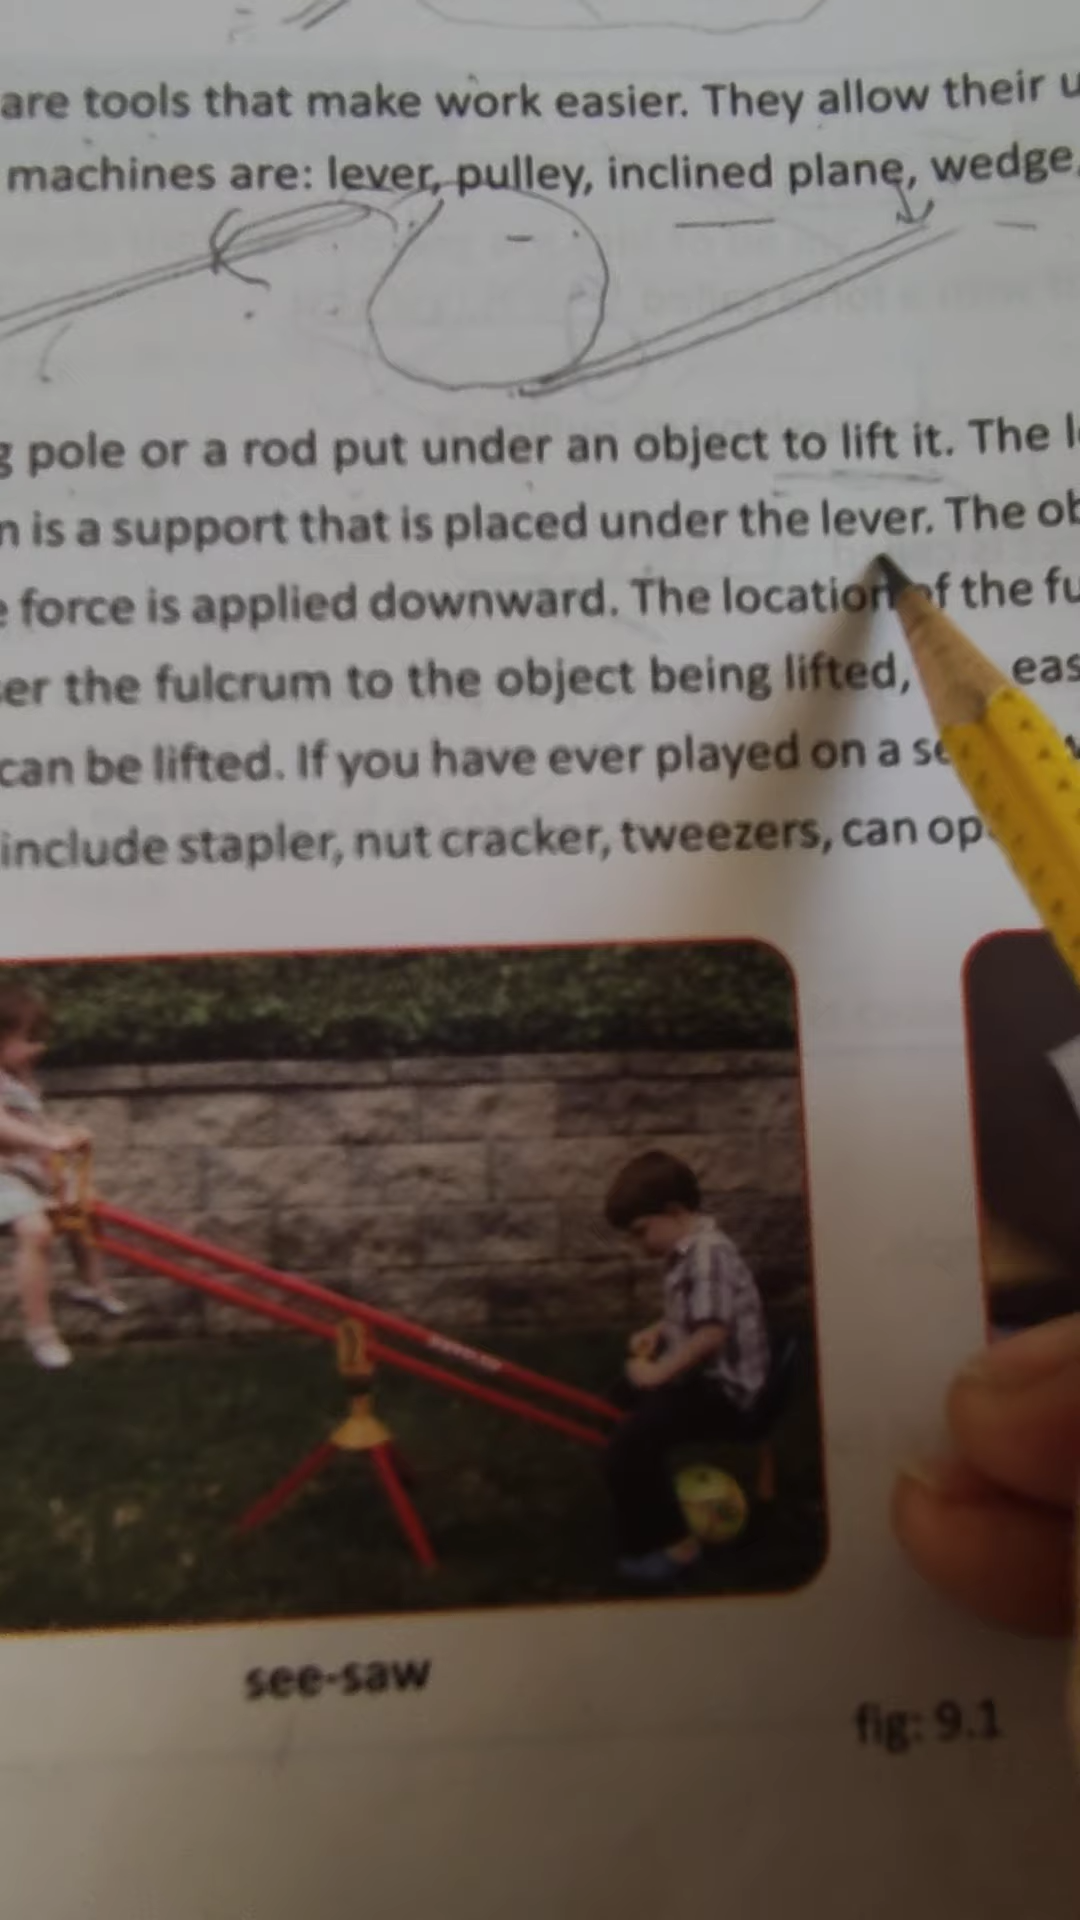 are tools that make work easier. They allow their
machines are: lever, pulley, inclined plane, wedge,
pole or a rod put under an object to lift it. The
is a support that is placed under the lever. The
force is applied downward. The location of the
the fulcrum to the object being lifted,
can be lifted. If you have ever played on a
include stapler, nut cracker, tweezers, can
see-saw
fig: 9.1